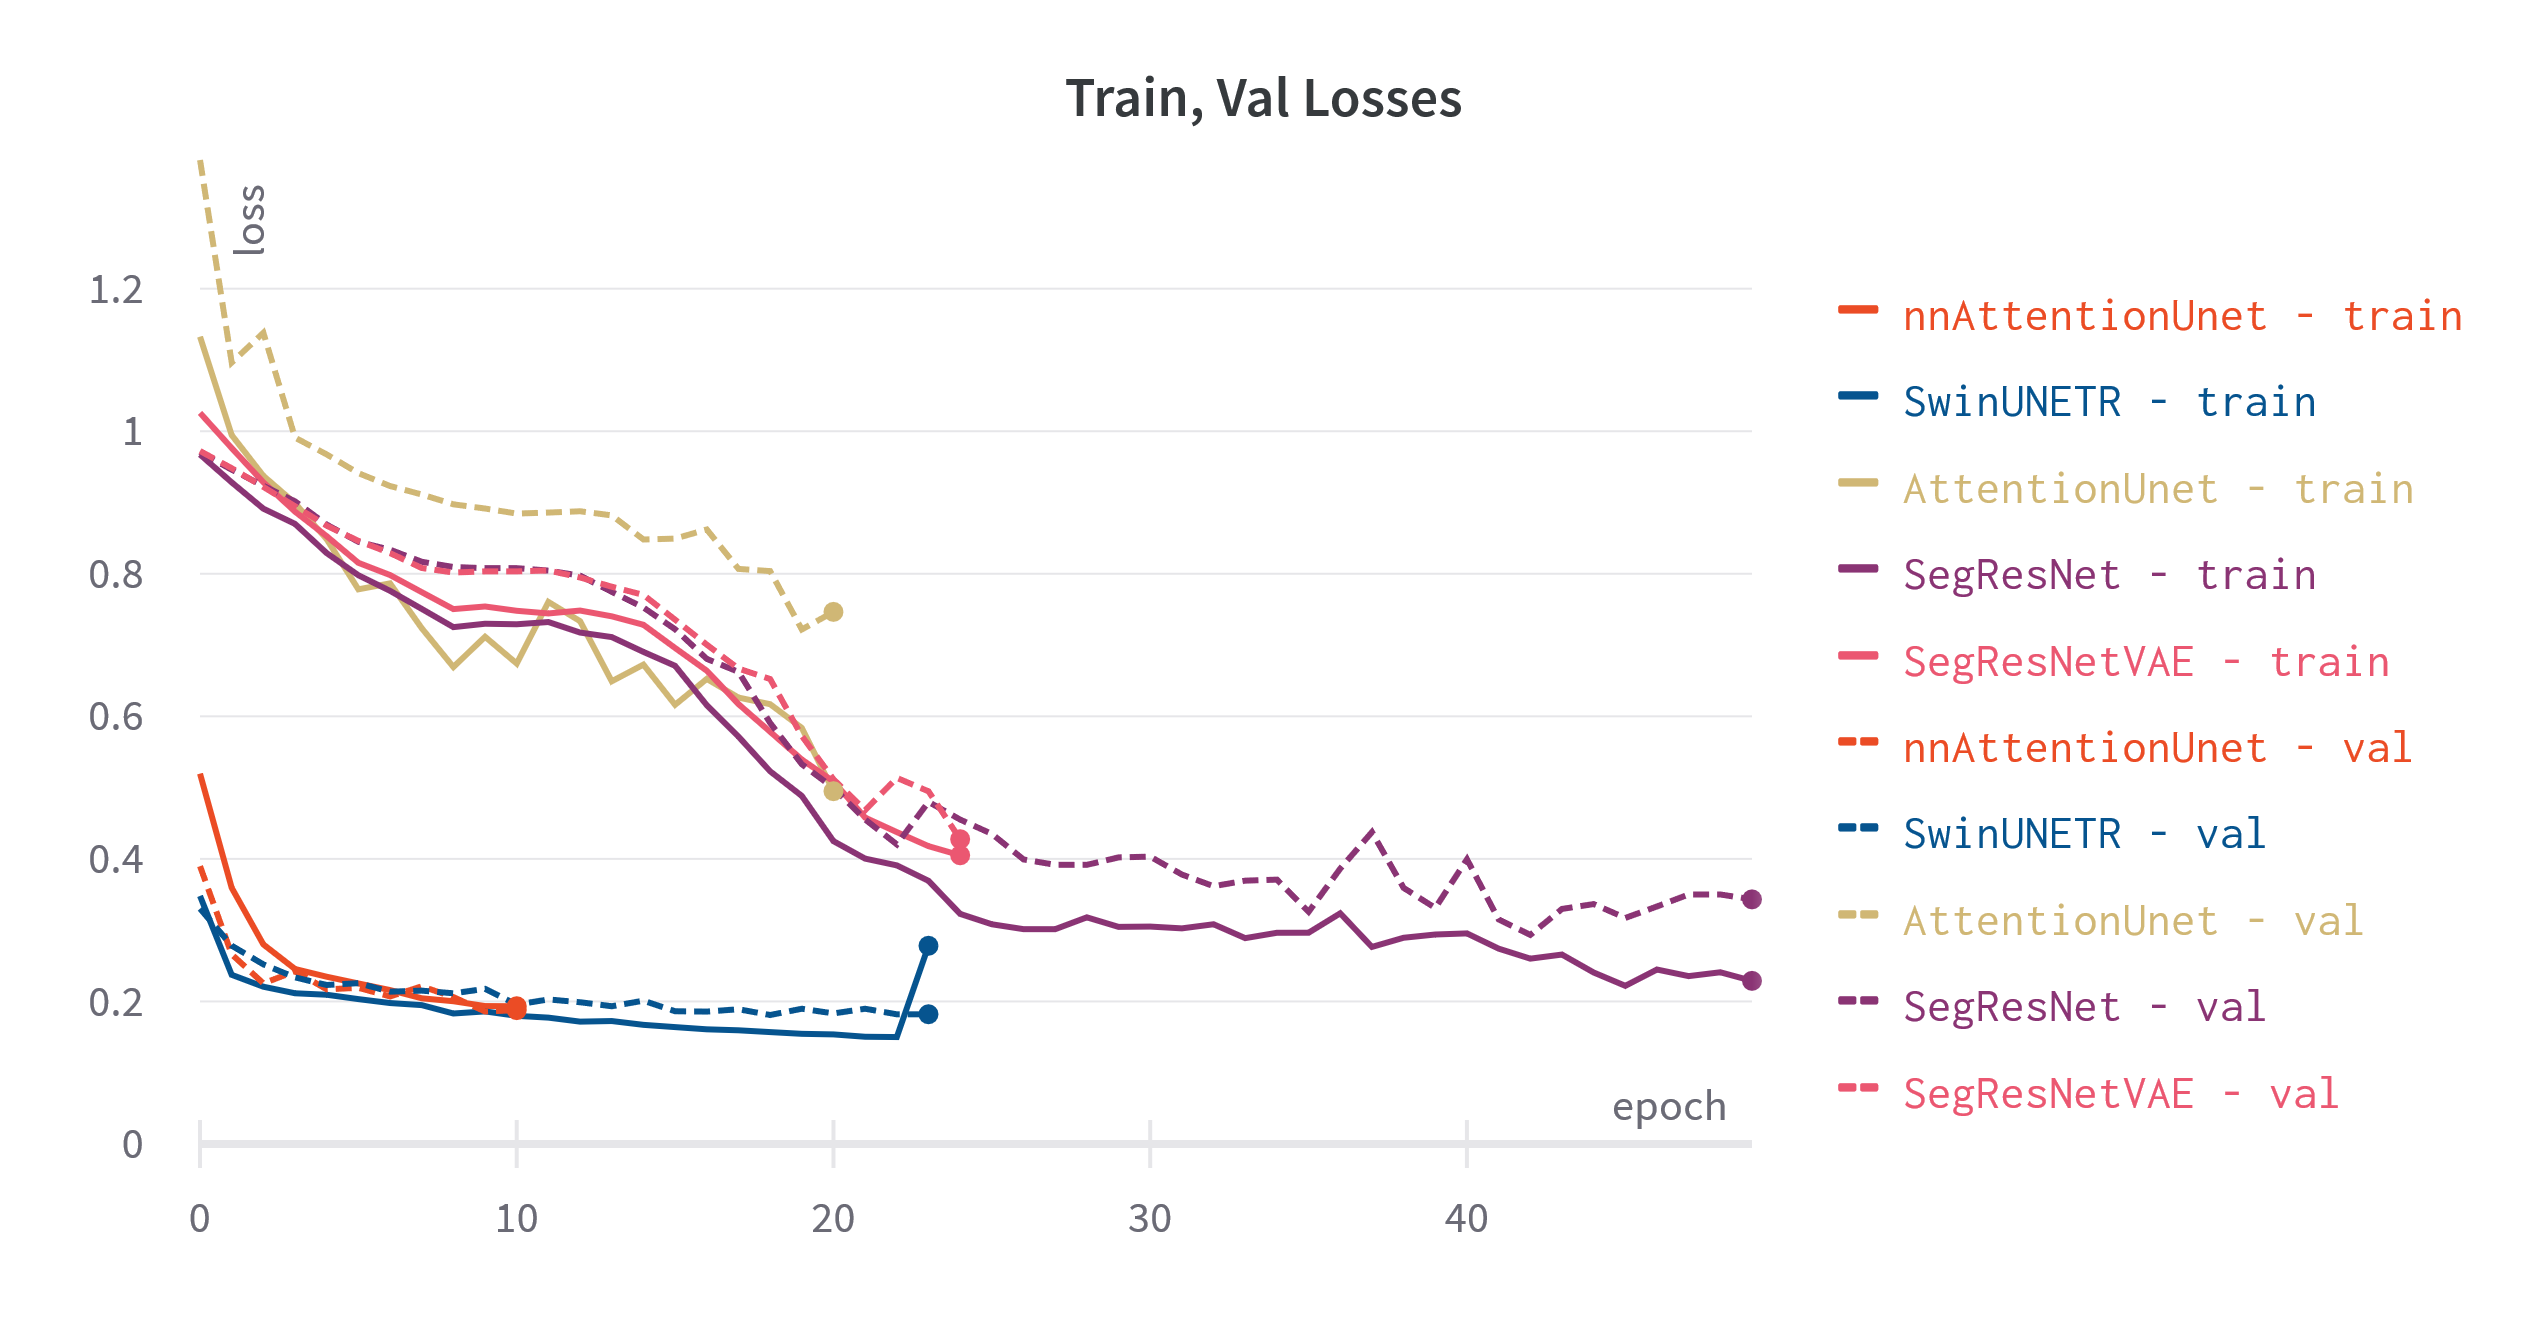 Train, Val Losses
loss
1.2
1
0.8
0.6
0.4
0.2
0
0
10
20
30
40
epoch
nnAttentionUnet - train
SwinUNETR - train
AttentionUnet - train
SegResNet - train
SegResNetVAE - train
nnAttentionUnet - val
SwinUNETR - val
AttentionUnet - val
SegResNet - val
SegResNetVAE - val